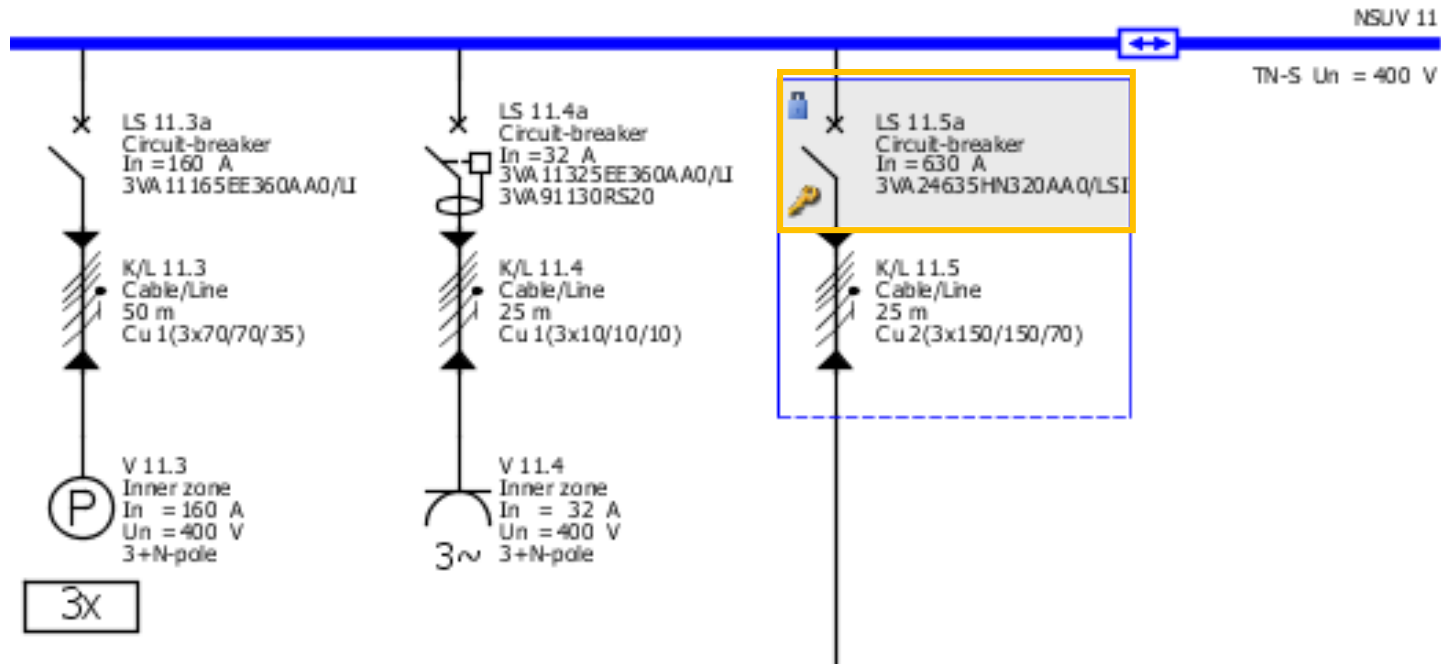 NSUV 11
TN-S Un = 400 V
LS 11.3a
Circuit-breaker
In =160 A
3VA11165EE360AA0/LI
LS 11.4a
Circuit-breaker
In =32 A
3VA11325EE360AA0/LI
3VA91130RS20
LS 11.5a
Circuit-breaker
In =630 A
3VA24635HN320AA0/LSI
K/L 11.3
Cable/Line
50 m
Cu 1(3x70/70/35)
K/L 11.4
Cable/Line
25 m
Cu 1(3x10/10/10)
K/L 11.5
Cable/Line
25 m
Cu 2(3x150/150/70)
V 11.3
Inner zone
In = 160 A
Un =400 V
3+N-pole
P
3x
V 11.4
Inner zone
In = 32 A
Un =400 V
3+N-pole
3~